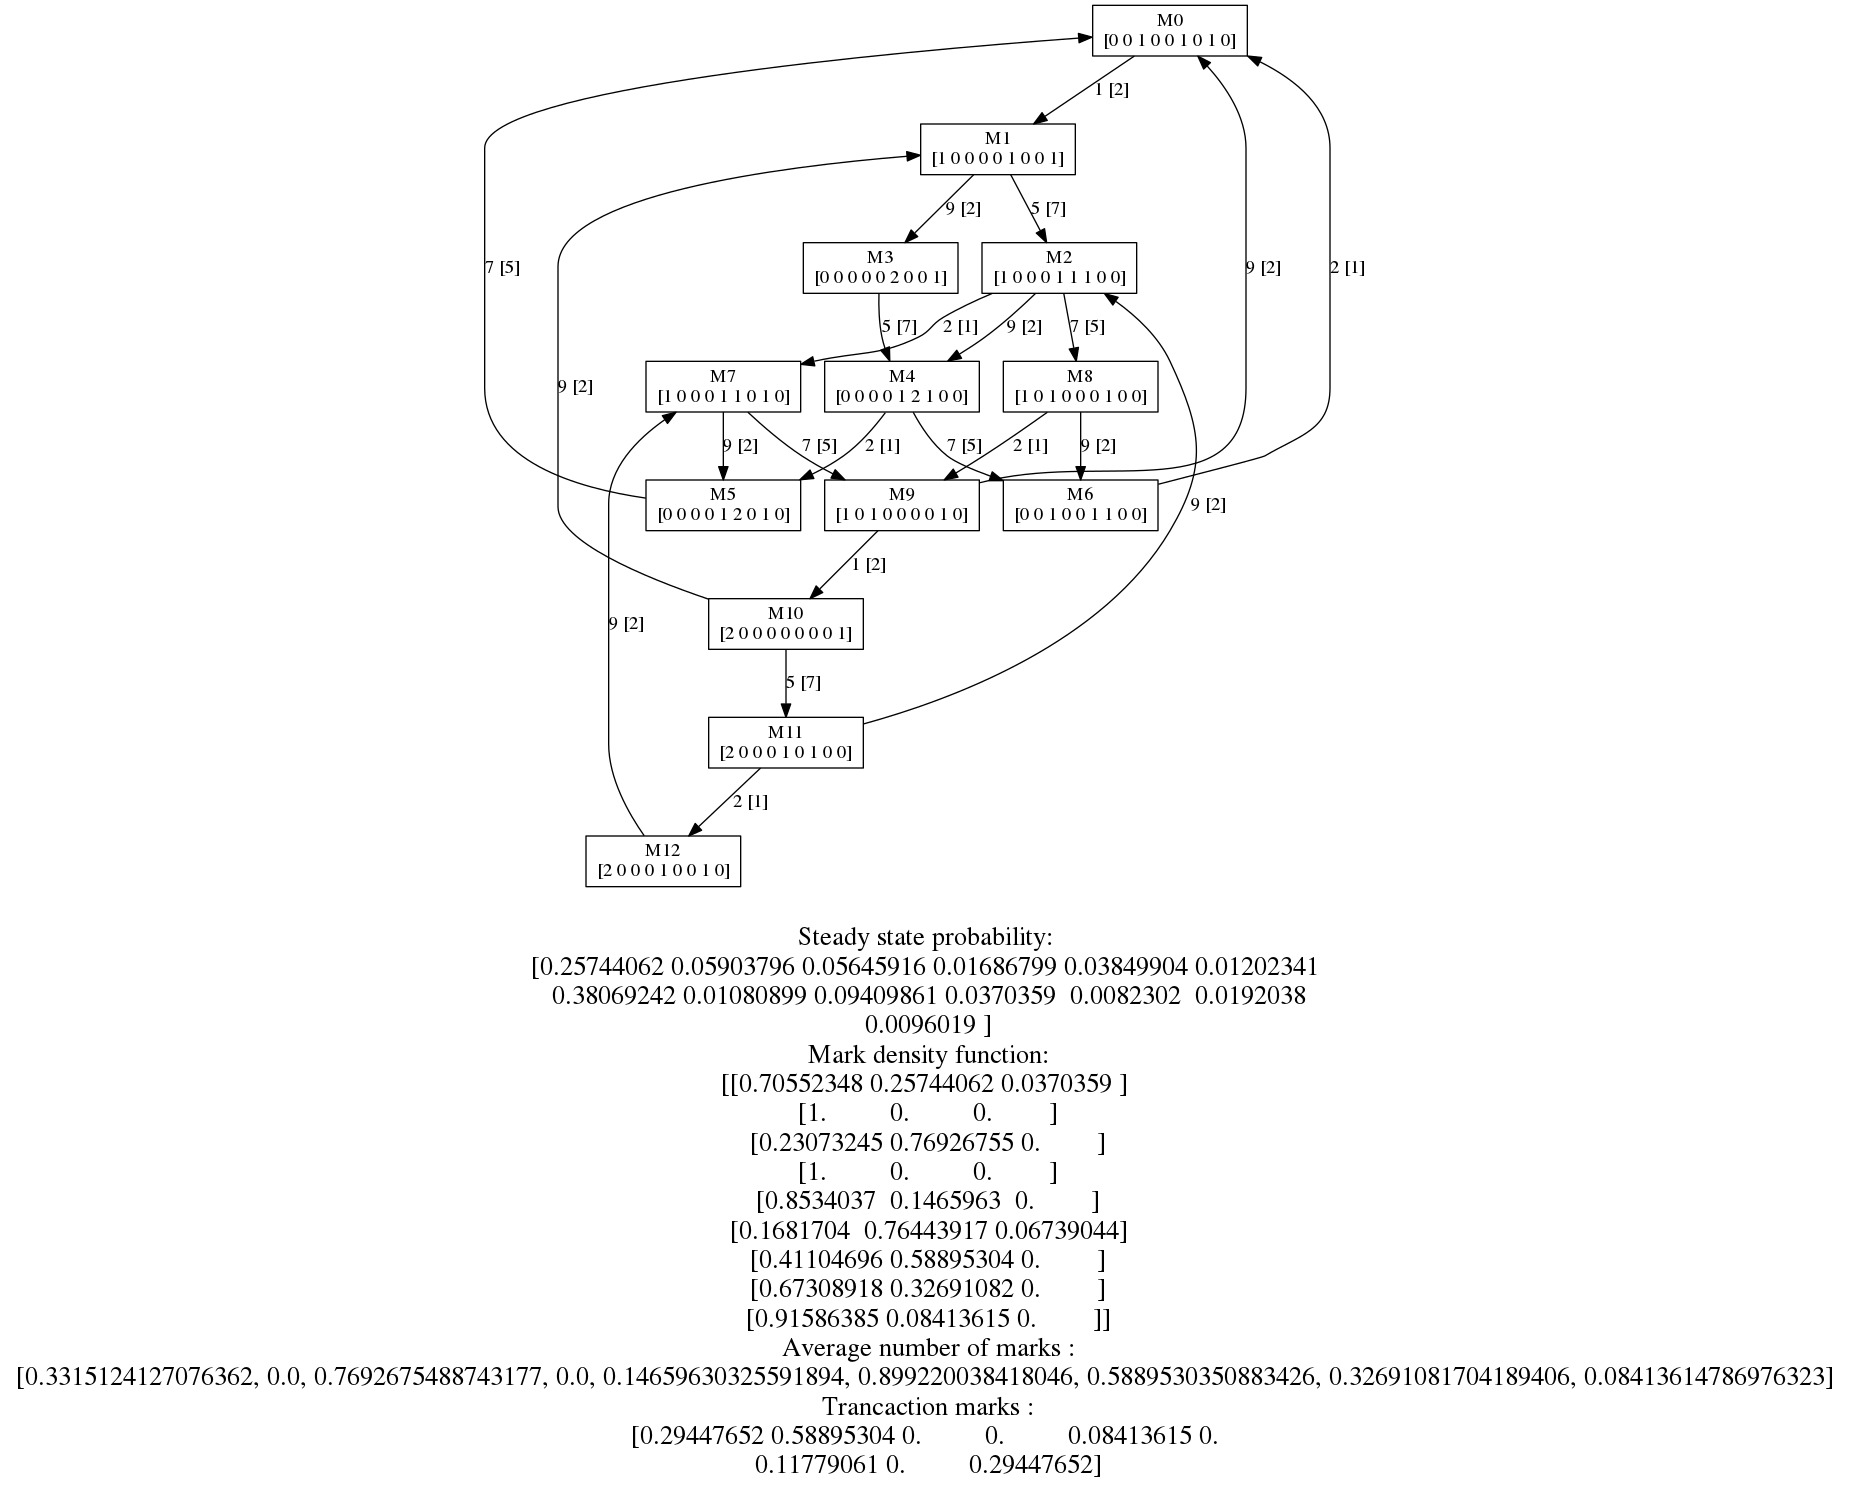 M0
[0 0 1 0 0 1 0 1 0]
1 [2]
M1
[1 0 0 0 0 1 0 0 1]
9 [2]
5 [7]
M3
[0 0 0 0 0 2 0 0 1]
M2
[1 0 0 0 1 1 1 0 0]
7 [5]
9 [2]
2 [1]
5 [7]
2 [1]
9 [2]
7 [5]
M7
[1 0 0 0 1 1 0 1 0]
M4
[0 0 0 0 1 2 1 0 0]
M8
[1 0 1 0 0 0 1 0 0]
9 [2]
9 [2]
7 [5]
2 [1]
7 [5]
2 [1]
9 [2]
M5
[0 0 0 0 1 2 0 1 0]
M9
[1 0 1 0 0 0 0 1 0]
M6
[0 0 1 0 0 1 1 0 0]
9 [2]
1 [2]
M10
[2 0 0 0 0 0 0 0 1]
9 [2]
5 [7]
M11
[2 0 0 0 1 0 1 0 0]
2 [1]
M12
[2 0 0 0 1 0 0 1 0]
Steady state probability:
[0.25744062 0.05903796 0.05645916 0.01686799 0.03849904 0.01202341
0.38069242 0.01080899 0.09409861 0.0370359 0.0082302 0.0192038
0.0096019 ]
Mark density function:
[[0.70552348 0.25744062 0.0370359 ]
[1. 0. 0. ]
[0.23073245 0.76926755 0. ]
[1. 0. 0. ]
[0.8534037 0.1465963 0. ]
[0.1681704 0.76443917 0.06739044]
[0.41104696 0.58895304 0. ]
[0.67308918 0.32691082 0. ]
[0.91586385 0.08413615 0. ]]
Average number of marks :
[0.3315124127076362, 0.0, 0.7692675488743177, 0.0, 0.14659630325591894, 0.899220038418046, 0.5889530350883426, 0.32691081704189406, 0.08413614786976323]
Trancaction marks :
[0.29447652 0.58895304 0. 0. 0.08413615 0.
0.11779061 0. 0.29447652]